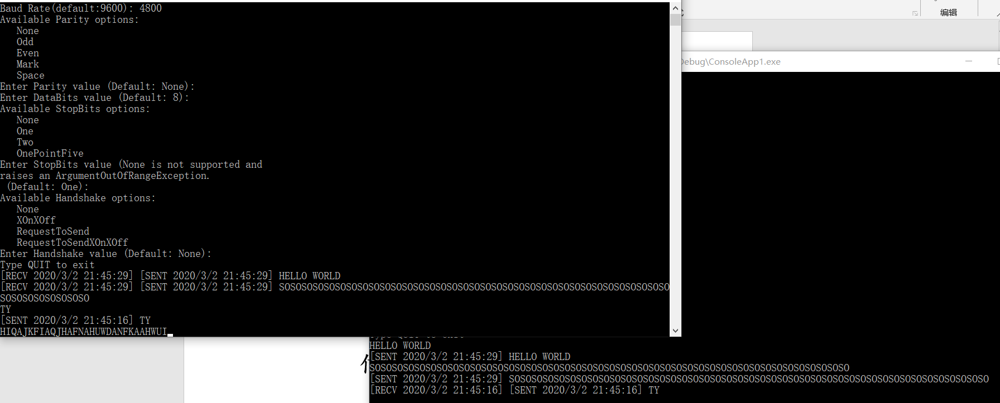 Baud Rate(default:9600): 4800
Available Parity options:
None
Odd
Even
Mark
Space
Enter Parity value (Default: None):
Enter DataBits value (Default: 8):
Available StopBits options:
None
One
Two
OnePointFive
Enter StopBits value (None is not supported and
raises an ArgumentOutOfRangeException.
(Default: One):
Available Handshake options:
None
XOnXOff
RequestToSend
RequestToSendXOnXOff
Enter Handshake value (Default: None):
Type QUIT to exit
[RECV 2020/3/2 21:45:29] [SENT 2020/3/2 21:45:29] HELLO WORLD
[RECV 2020/3/2 21:45:29] [SENT 2020/3/2 21:45:29] SOSOSOSOSOSOSOSOSOSOSOSOSOSOSOSOSOSOSOSOSOSOSOSOSOSOSOSOSOSOSOSOSOSOSO
SOSOSOSOSOSOSOSO
TY
[SENT 2020/3/2 21:45:16] TY
HIQAJKFIAQJHAFNAHUWDANFKAAHWUI
编辑
Debug\ConsoleApp1.exe
HELLO WORLD
[SENT 2020/3/2 21:45:29] HELLO WORLD
SOSOSOSOSOSOSOSOSOSOSOSOSOSOSOSOSOSOSOSOSOSOSOSOSOSOSOSOSOSOSOSOSOSOSOSOSOSOSOSOSOSOSO
[SENT 2020/3/2 21:45:29] SOSOSOSOSOSOSOSOSOSOSOSOSOSOSOSOSOSOSOSOSOSOSOSOSOSOSOSOSOSOSOSOSOSOSOSOSOSOSOSOSOSOSO
[RECV 2020/3/2 21:45:16] [SENT 2020/3/2 21:45:16] TY